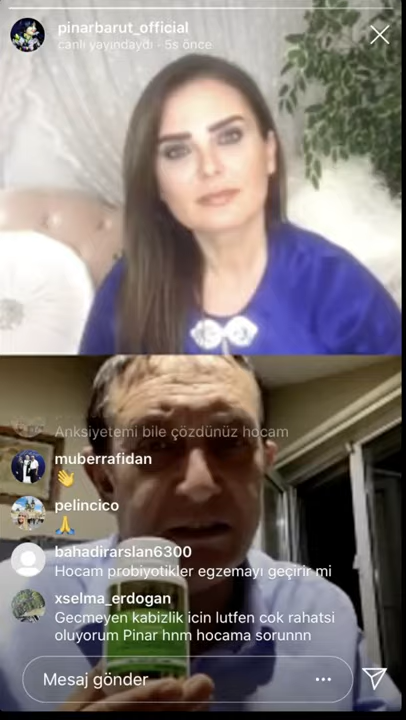 pinarbarut_official
canlı yayındaydı · 5s önce
Anksiyetemi bile çözdünüz hocam
muberrafidan
👋
pelincico
🙏
bahadirarslan6300
Hocam probiyotikler egzemayı geçirir mi
xselma_erdogan
Gecmeyen kabizlik icin lutfen cok rahatsi
oluyorum Pinar hnm hocama sorunnn
Mesaj gönder